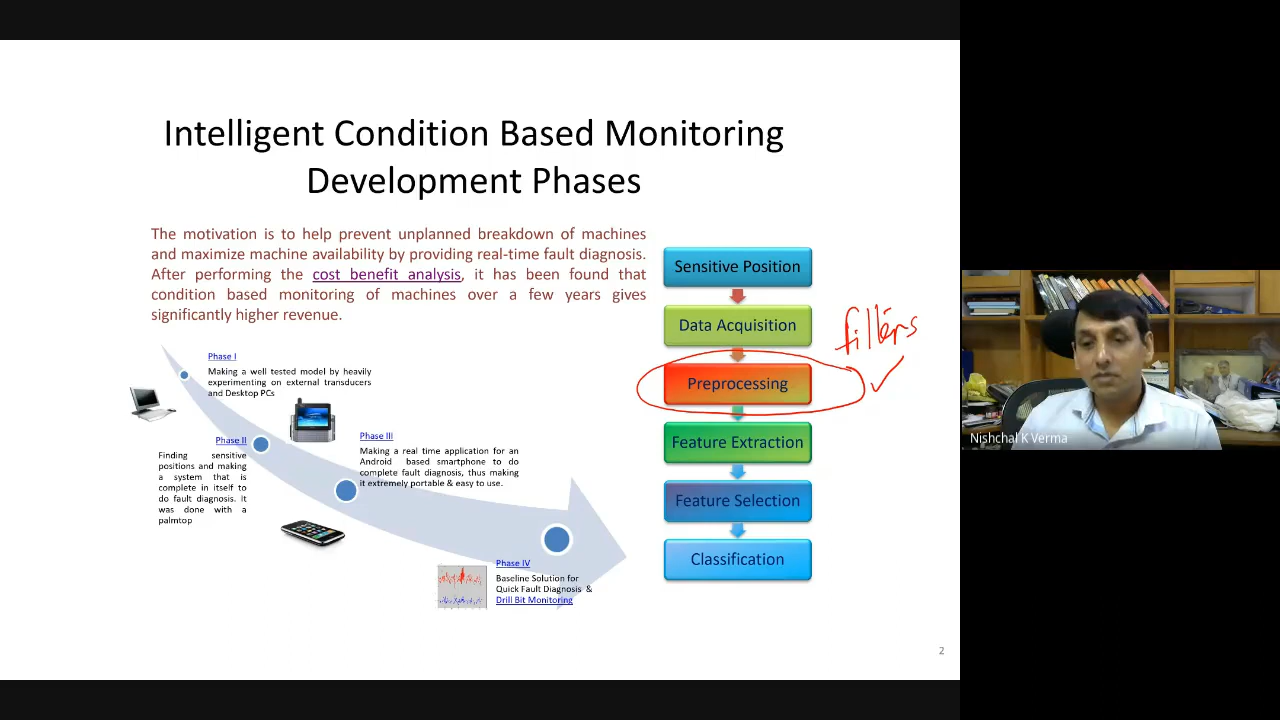 Intelligent Condition Based Monitoring
Development Phases
The motivation is to help prevent unplanned breakdown of machines
and maximize machine availability by providing real-time fault diagnosis.
After performing the cost benefit analysis, it has been found that
condition based monitoring of machines over a few years gives
significantly higher revenue.
Phase I
Making a well tested model by heavily
experimenting on external transducers
and Desktop PCs
Phase II
Finding sensitive
positions and making
a system that is
complete in itself to
do fault diagnosis. It
was done with a
palmtop
Phase III
Making a real time application for an
Android based smartphone to do
complete fault diagnosis, thus making
it extremely portable & easy to use.
Phase IV
Baseline Solution for
Quick Fault Diagnosis &
Drill Bit Monitoring
Sensitive Position
Data Acquisition
Preprocessing
Feature Extraction
Feature Selection
Classification
filters
Nishchal K Verma
2